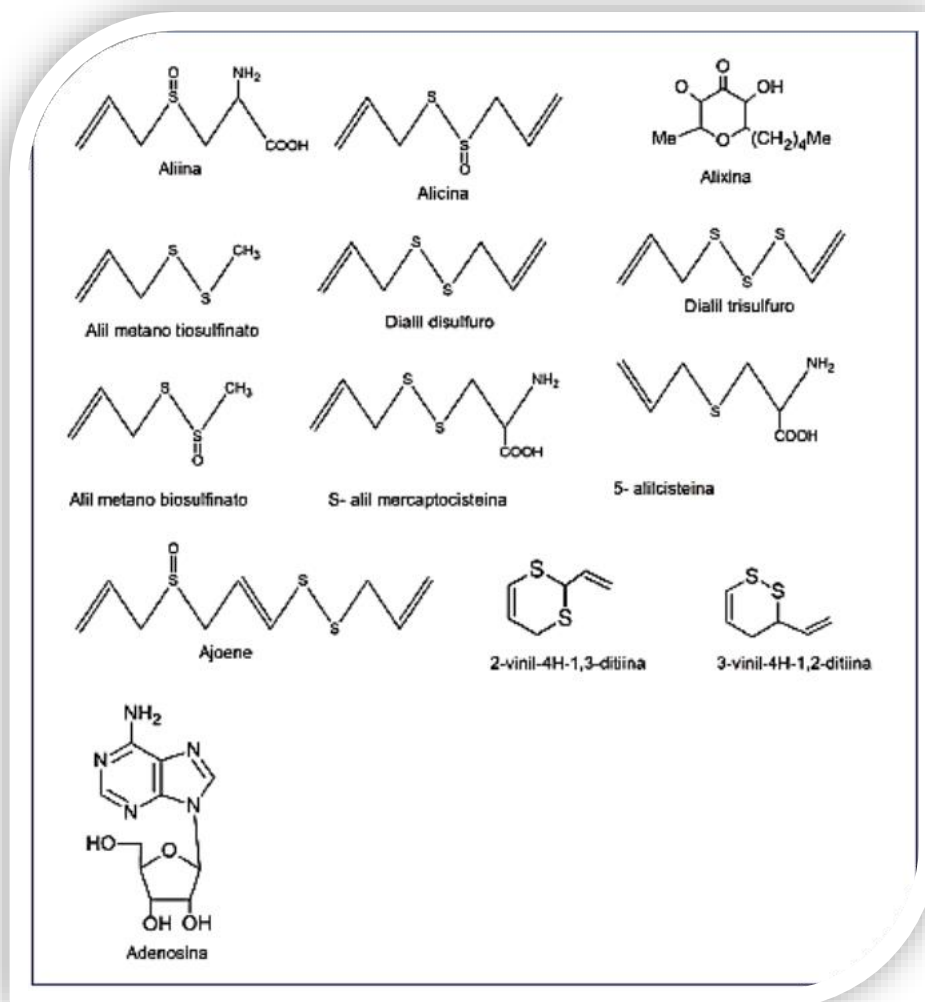 O
NH₂
S
COOH
Aliina
S
S
O
Alicina
O
O
OH
Me
O
(CH₂)₄Me
Alixina
S
CH₃
S
Alil metano tiosulfinato
S
S
Dialil disulfuro
S
S
S
Dialil trisulfuro
S
CH₃
S
O
Alil metano biosulfinato
S
NH₂
S
COOH
S- alil mercaptocisteina
NH₂
S
COOH
5- alilcisteina
O
S
S
S
Ajoene
S
S
2-vinil-4H-1,3-ditiina
S
S
3-vinil-4H-1,2-ditiina
NH₂
N
N
N
N
HO
O
OH OH
Adenosina